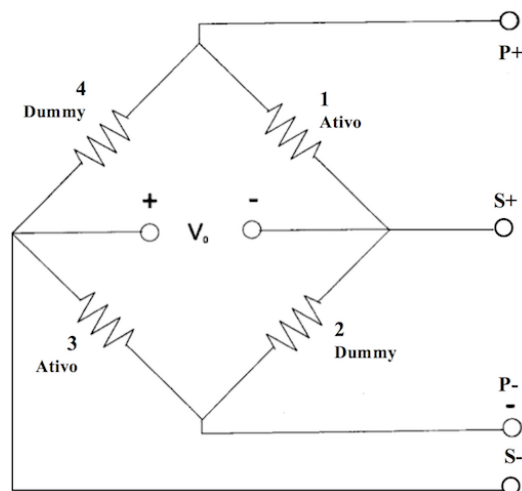 P+
4
Dummy
1
Ativo
+
-
V₀
S+
3
Ativo
2
Dummy
P-
-
S-